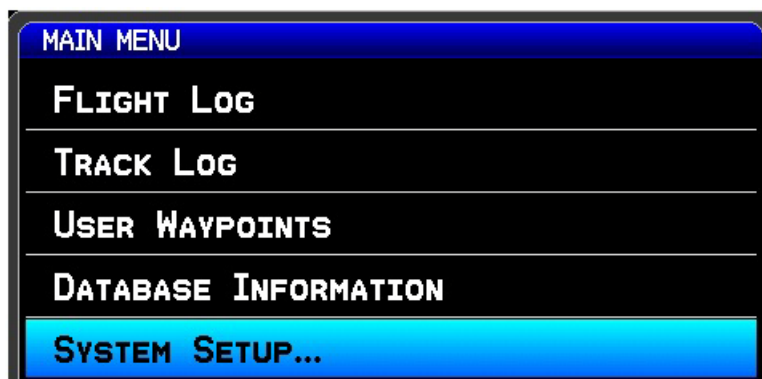 MAIN MENU
Flight Log
Track Log
User Waypoints
Database Information
System Setup...